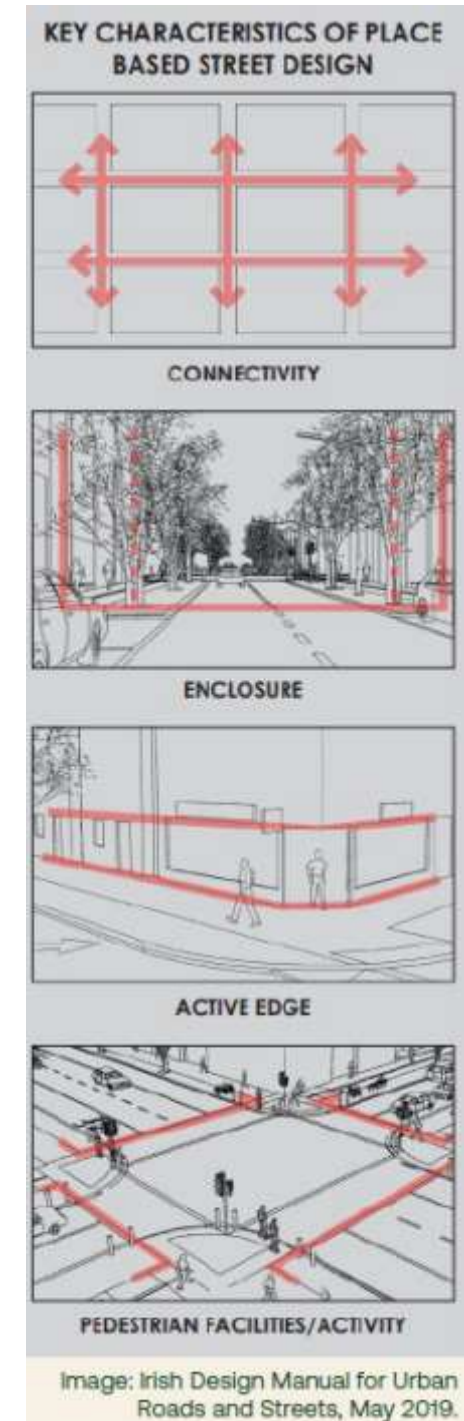 KEY CHARACTERISTICS OF PLACE
BASED STREET DESIGN
CONNECTIVITY
ENCLOSURE
ACTIVE EDGE
PEDESTRIAN FACILITIES/ACTIVITY
Image: Irish Design Manual for Urban
Roads and Streets, May 2019.